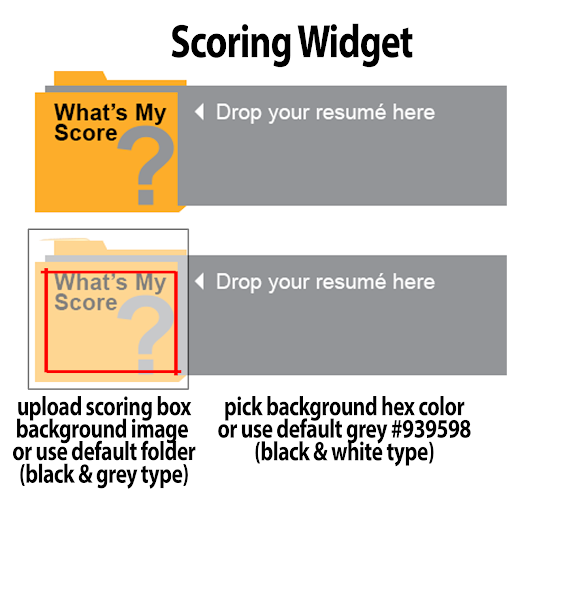 Scoring Widget
What's My
Score
?
Drop your resumé here
What's My
Score
?
Drop your resumé here
upload scoring box
background image
or use default folder
(black & grey type)
pick background hex color
or use default grey #939598
(black & white type)